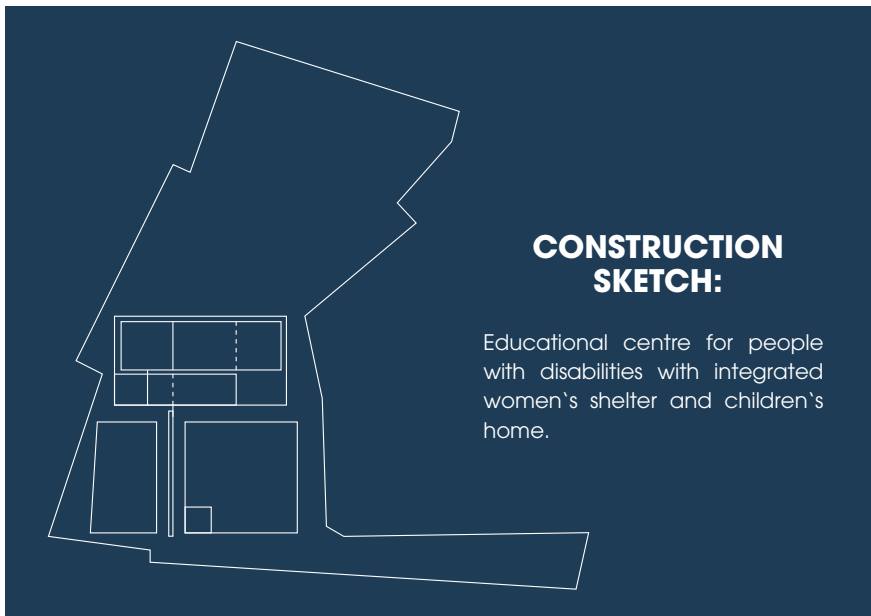 CONSTRUCTION
SKETCH:
Educational centre for people
with disabilities with integrated
women‛s shelter and children‛s
home.